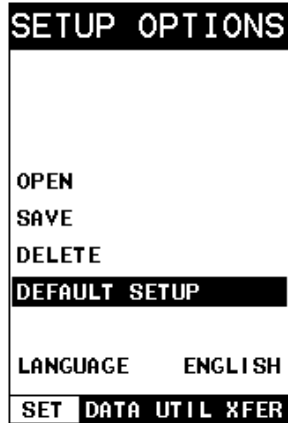 SETUP OPTIONS
OPEN
SAVE
DELETE
DEFAULT SETUP
LANGUAGE ENGLISH
SET DATA UTIL XFER